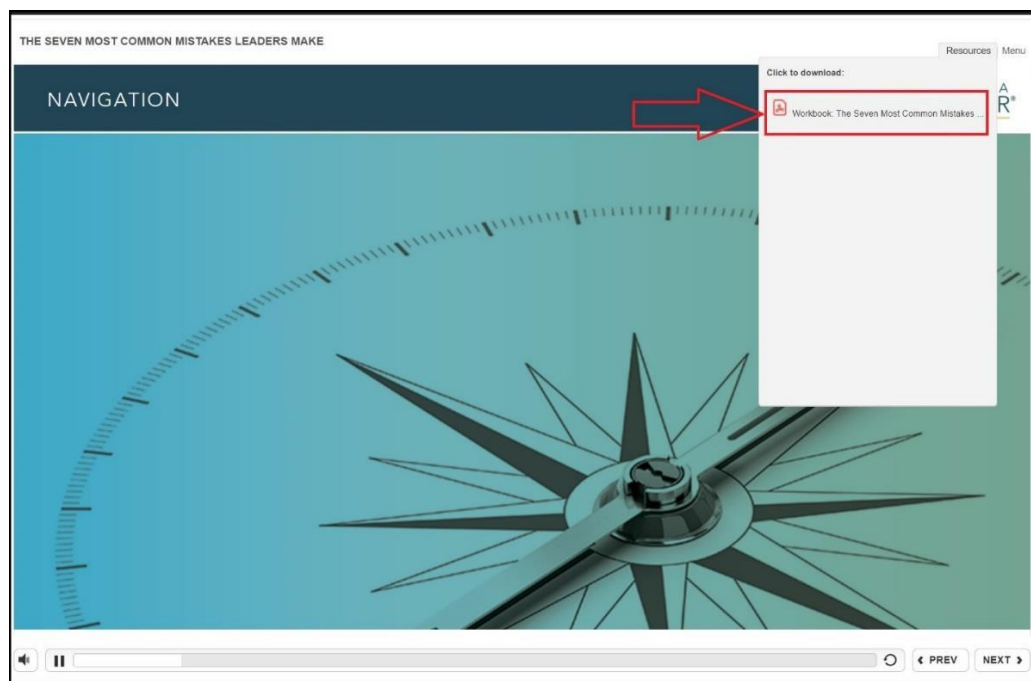 THE SEVEN MOST COMMON MISTAKES LEADERS MAKE
Resources Menu
Click to download:
NAVIGATION
A
R®
Workbook: The Seven Most Common Mistakes ...
PREV NEXT